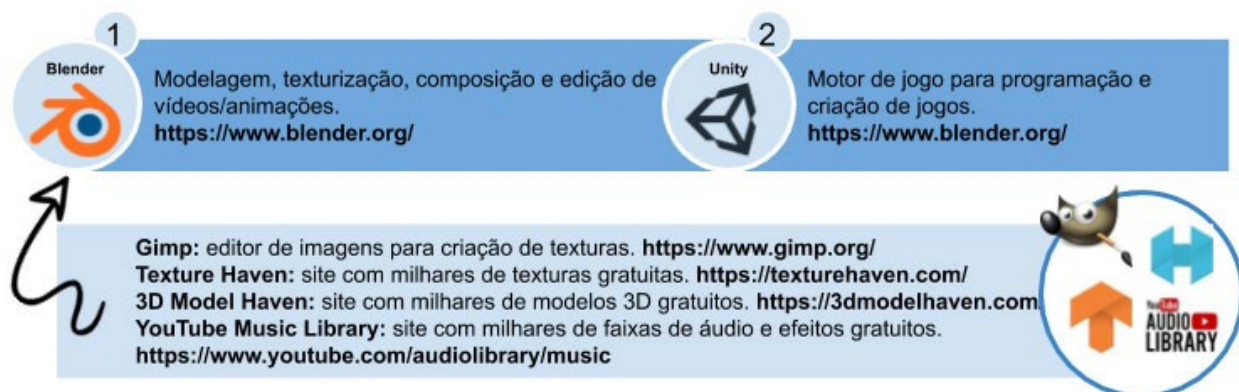 1
Blender
Modelagem, texturização, composição e edição de
vídeos/animações.
https://www.blender.org/
2
Unity
Motor de jogo para programação e
criação de jogos.
https://www.blender.org/
Gimp: editor de imagens para criação de texturas. https://www.gimp.org/
Texture Haven: site com milhares de texturas gratuitas. https://texturehaven.com/
3D Model Haven: site com milhares de modelos 3D gratuitos. https://3dmodelhaven.com/
YouTube Music Library: site com milhares de faixas de áudio e efeitos gratuitos.
https://www.youtube.com/audiolibrary/music
YouTube
AUDIO
LIBRARY